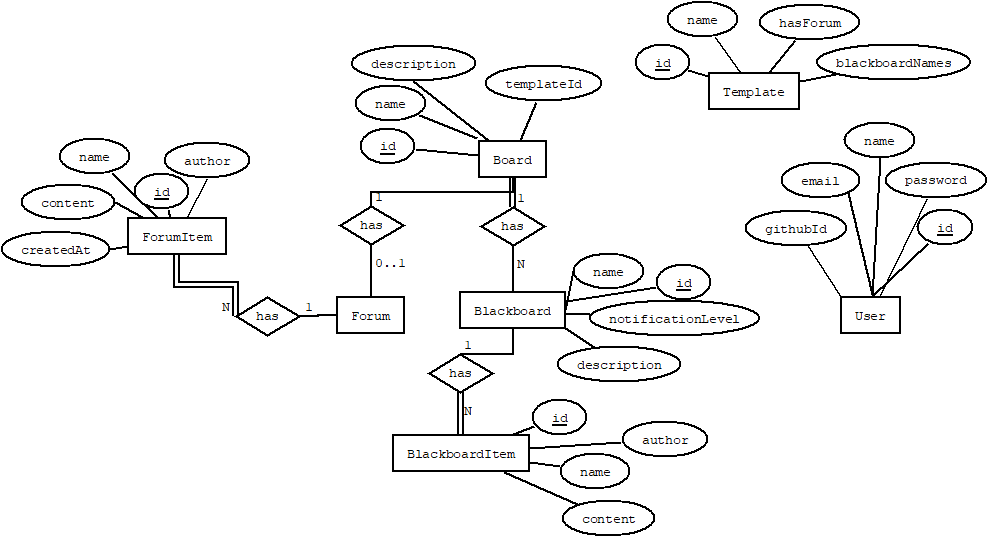 name
hasForum
id
blackboardNames
Template
description
name
templateId
id
Board
name
id
author
content
ForumItem
createdAt
name
email
password
githubId
id
User
1
has
0..1
1
has
N
N
has
1
Forum
name
id
Blackboard
notificationLevel
description
1
has
N
id
BlackboardItem
author
name
content